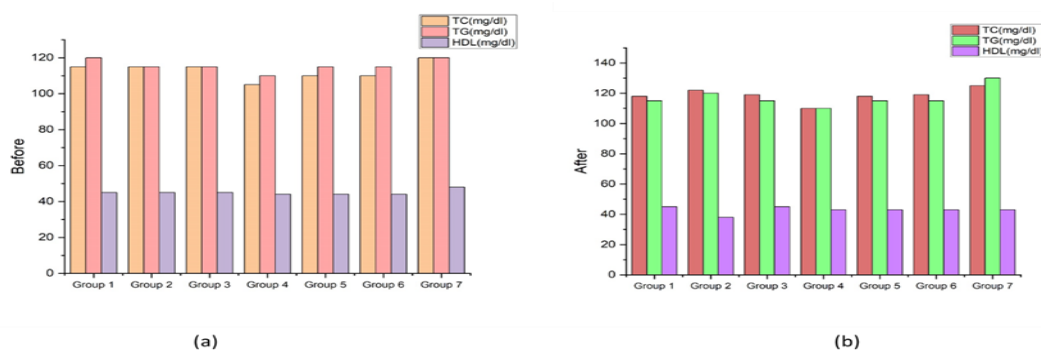 TC(mg/dl)
TG(mg/dl)
HDL(mg/dl)
120
100
80
60
40
20
0
Before
Group 1 Group 2 Group 3 Group 4 Group 5 Group 6 Group 7
(a)
TC(mg/dl)
TG(mg/dl)
HDL(mg/dl)
140
120
100
80
60
40
20
0
After
Group 1 Group 2 Group 3 Group 4 Group 5 Group 6 Group 7
(b)